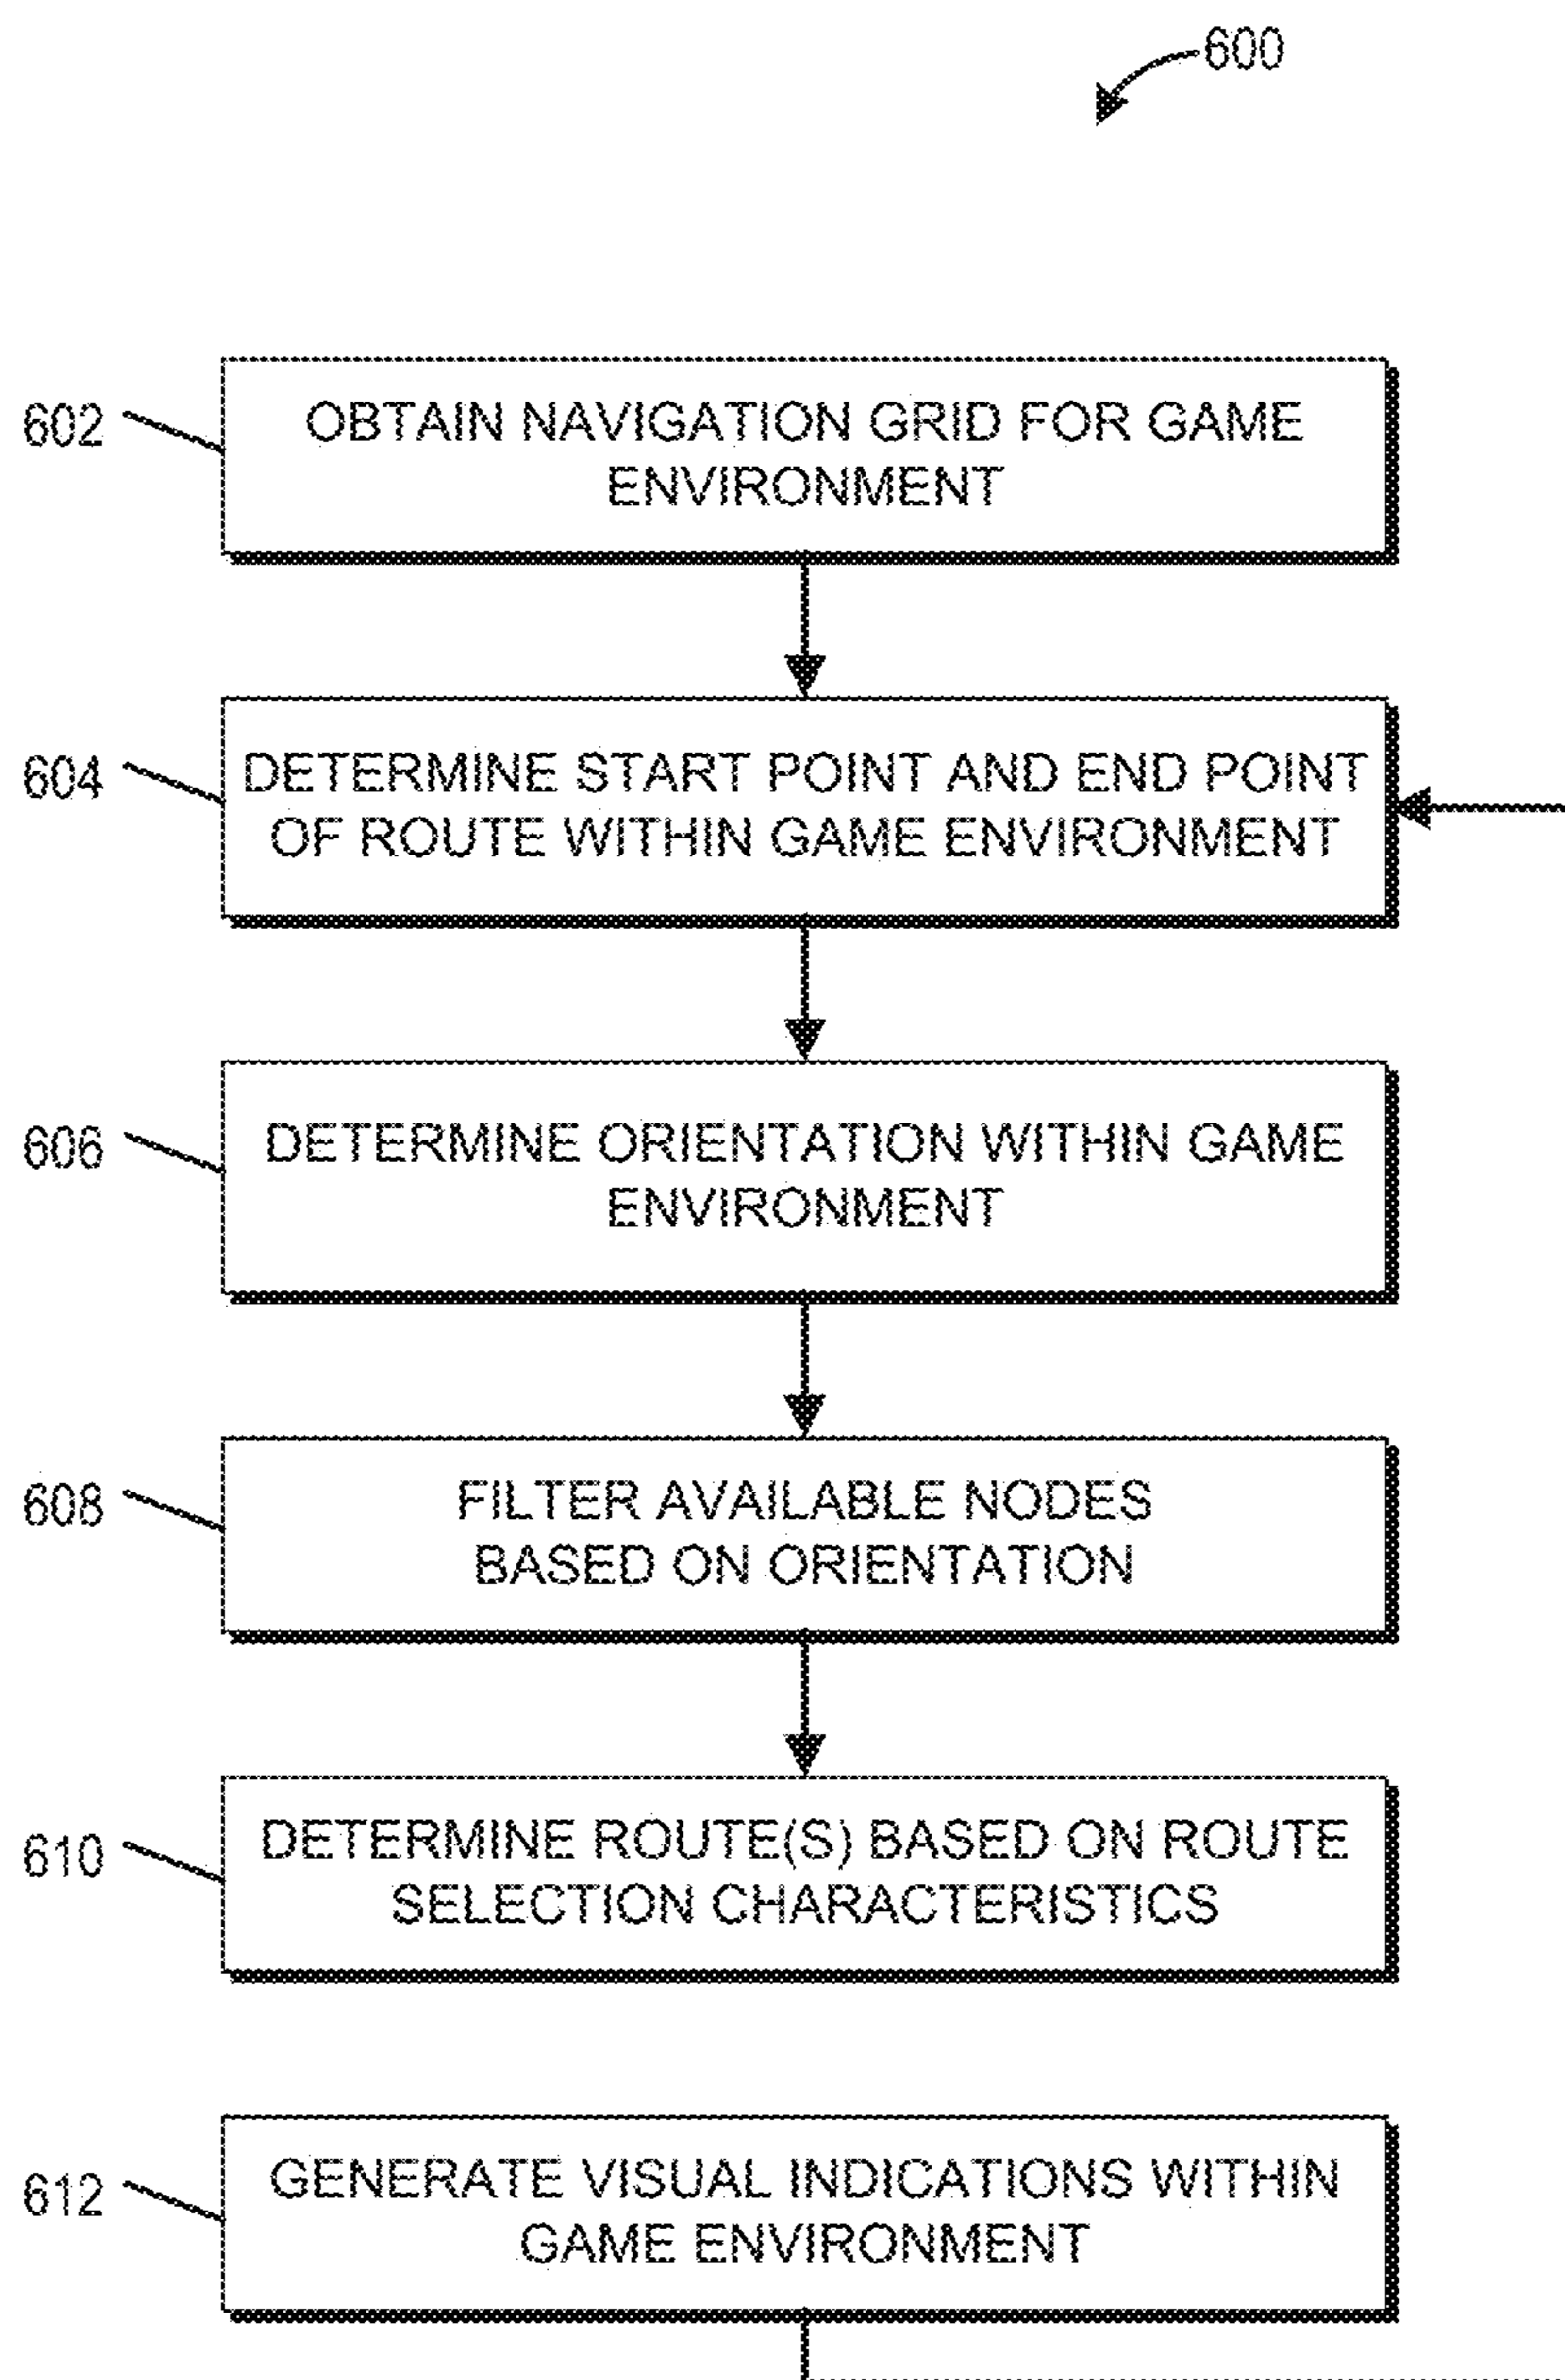 600
602
OBTAIN NAVIGATION GRID FOR GAME
ENVIRONMENT
604
DETERMINE START POINT AND END POINT
OF ROUTE WITHIN GAME ENVIRONMENT
606
DETERMINE ORIENTATION WITHIN GAME
ENVIRONMENT
608
FILTER AVAILABLE NODES
BASED ON ORIENTATION
610
DETERMINE ROUTE(S) BASED ON ROUTE
SELECTION CHARACTERISTICS
612
GENERATE VISUAL INDICATIONS WITHIN
GAME ENVIRONMENT